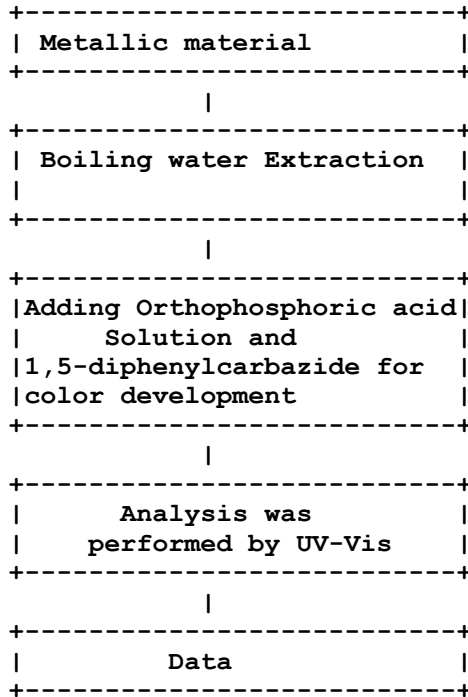 Metallic material
Boiling water Extraction
Adding Orthophosphoric acid
Solution and
1,5-diphenylcarbazide for
color development
Analysis was
performed by UV-Vis
Data